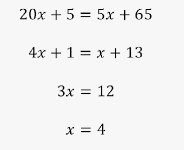 20x + 5 = 5x + 65
4x + 1 = x + 13
3x = 12
x = 4